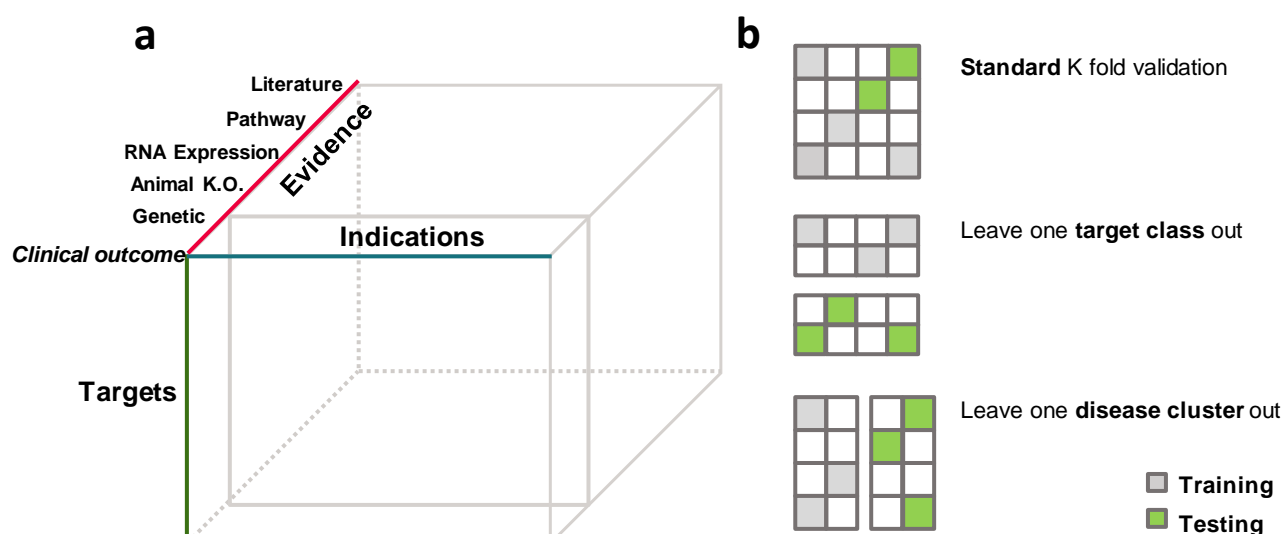 a
Literature
Pathway
RNA Expression
Animal K.O.
Genetic
Clinical outcome
Evidence
Indications
Targets
b
Standard K fold validation
Leave one target class out
Leave one disease cluster out
Training
Testing